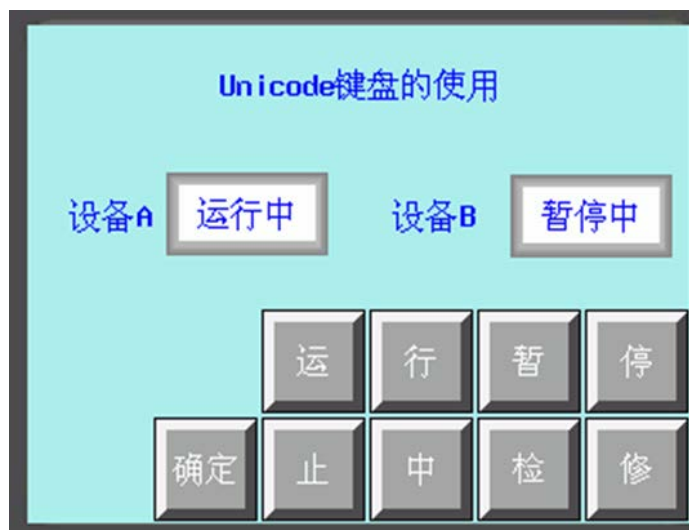 Unicode键盘的使用
设备A 运行中 设备B 暂停中
运 行 暂 停
确定 止 中 检 修